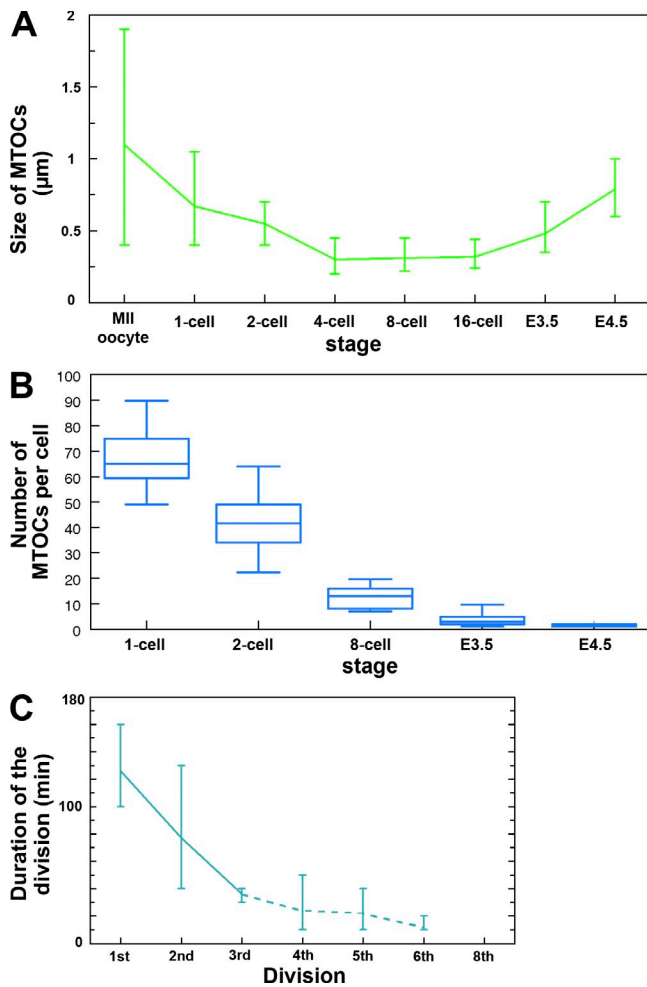 A
Size of MTOCs
(μm)
2
1.5
1
0.5
0
MII
oocyte
1-cell
2-cell
4-cell
8-cell
16-cell
E3.5
E4.5
stage
B
Number of
MTOCs per cell
100
90
80
70
60
50
40
30
20
10
0
1-cell
2-cell
8-cell
E3.5
E4.5
stage
C
Duration of the
division (min)
180
100
0
1st
2nd
3rd
4th
5th
6th
8th
Division